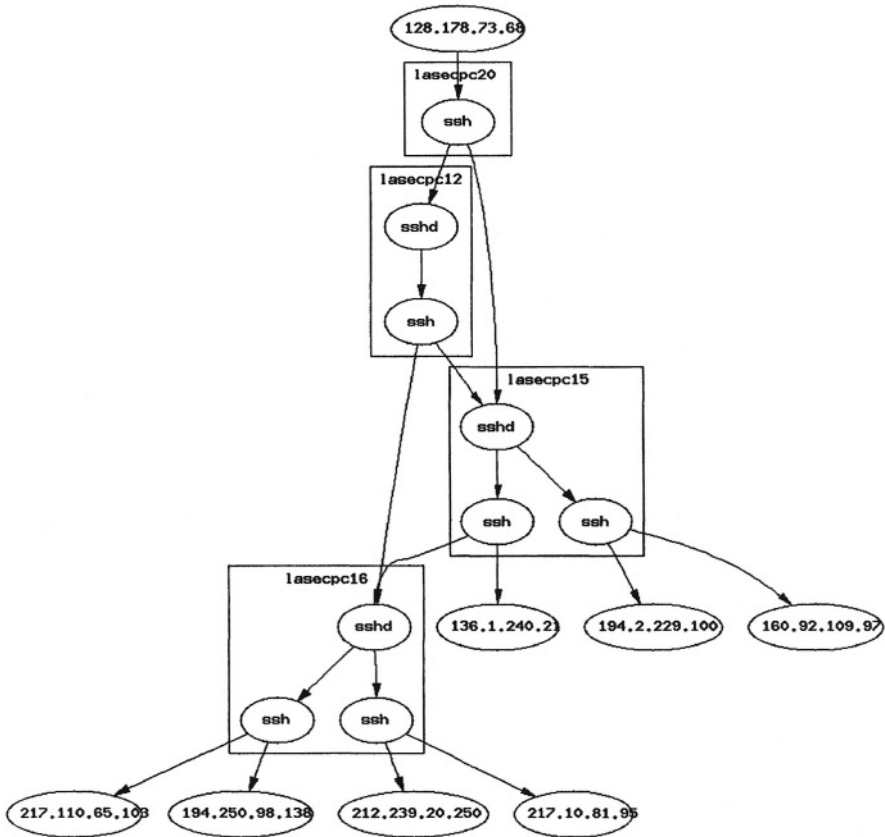 128.178.73.68
lasecpc20
ssh
lasecpc12
sshd
ssh
lasecpc15
sshd
ssh ssh
lasecpc16
sshd
136.1.240.21 194.2.229.100 160.92.109.97
ssh ssh
217.110.65.103 194.250.98.138 212.239.20.250 217.10.81.95